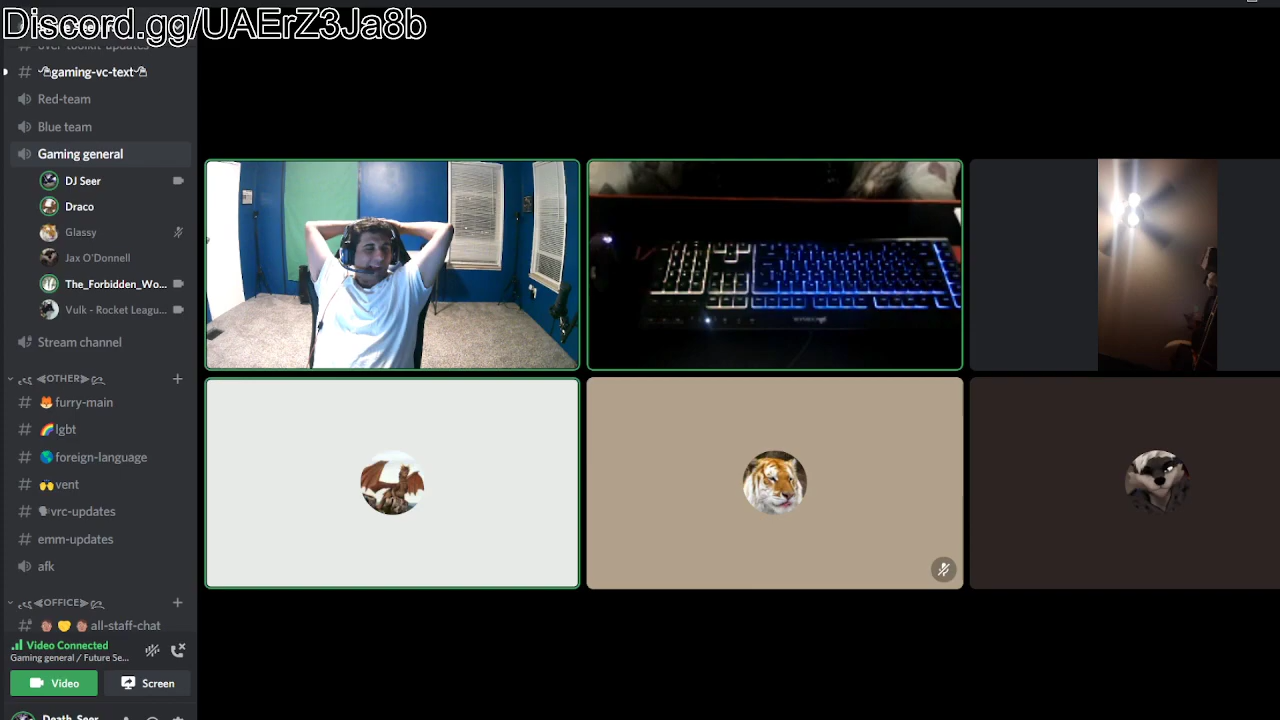 Discord.gg/UAErZ3Ja8b
gaming-vc-text
Red-team
Blue team
Gaming general
DJ Seer
Draco
Glassy
Jax O'Donnell
The_Forbidden_Wo...
Vulk - Rocket Leagu...
Stream channel
OTHER
furry-main
lgbt
foreign-language
vent
vrc-updates
emm-updates
afk
OFFICE
all-staff-chat
Video Connected
Gaming general / Future Se...
Video
Screen
Death_Seer